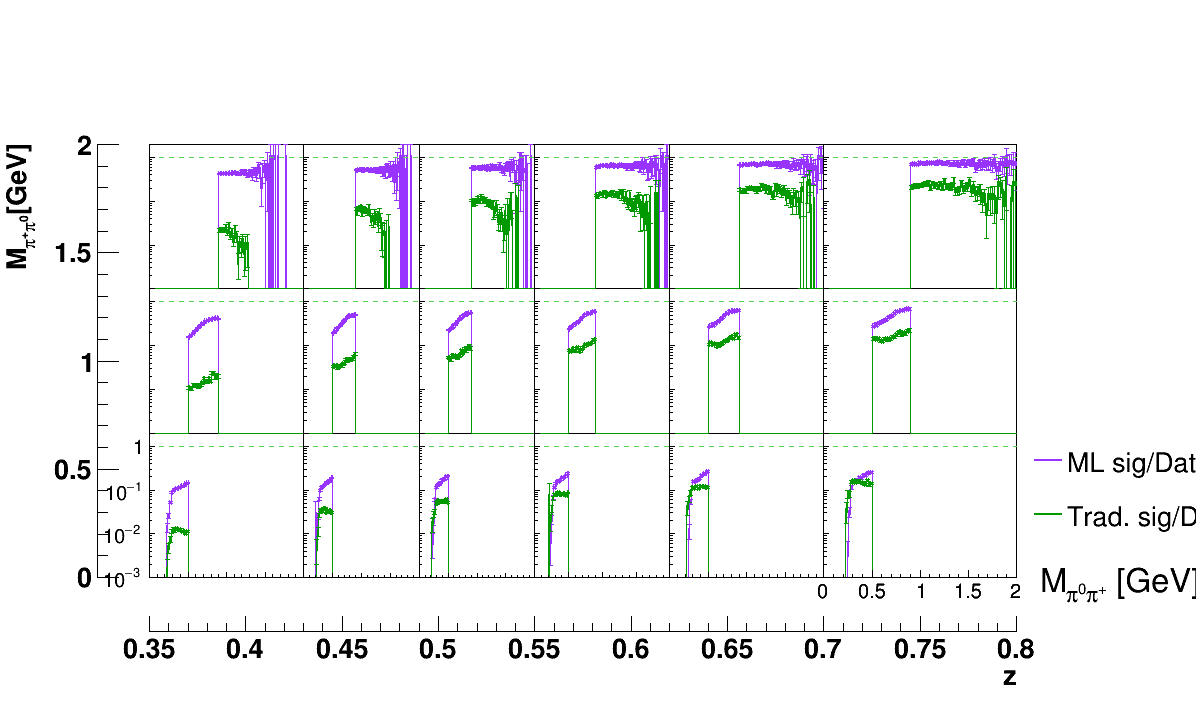 M_{π⁺π⁰} [GeV]
2
1.5
1
0.5
0
1
10⁻¹
10⁻²
10⁻³
ML sig/Dat
Trad. sig/D
0 0.5 1 1.5 2
M_{π⁰π⁺} [GeV]
0.35 0.4 0.45 0.5 0.55 0.6 0.65 0.7 0.75 0.8
z